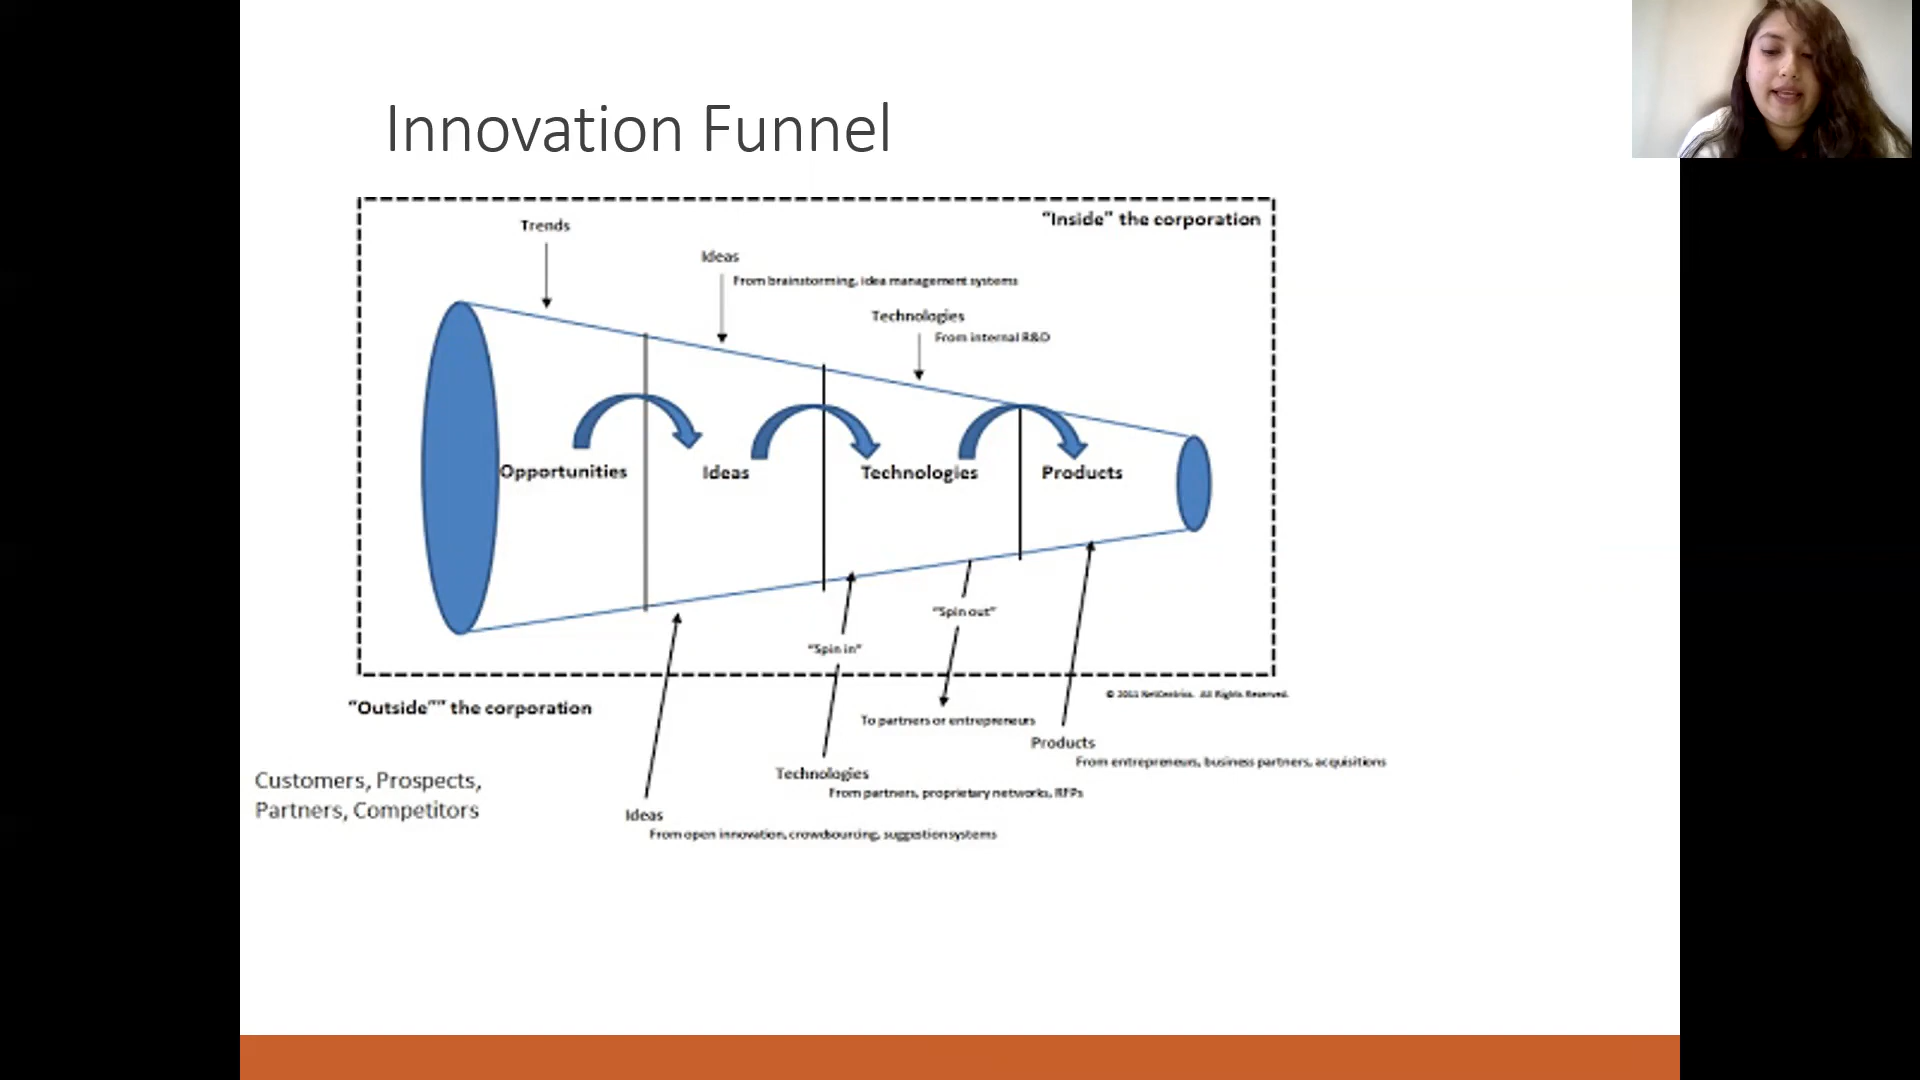 Innovation Funnel
"Inside" the corporation
Trends
Ideas
From brainstorming, idea management systems
Technologies
From internal R&D
Opportunities
Ideas
Technologies
Products
"Spin out"
"Spin in"
© 2011 NetCentrics. All Rights Reserved.
"Outside"" the corporation
To partners or entrepreneurs
Products
From entrepreneurs, business partners, acquisitions
Technologies
From partners, proprietary networks, RFPs
Customers, Prospects,
Partners, Competitors
Ideas
From open innovation, crowdsourcing, suggestion systems